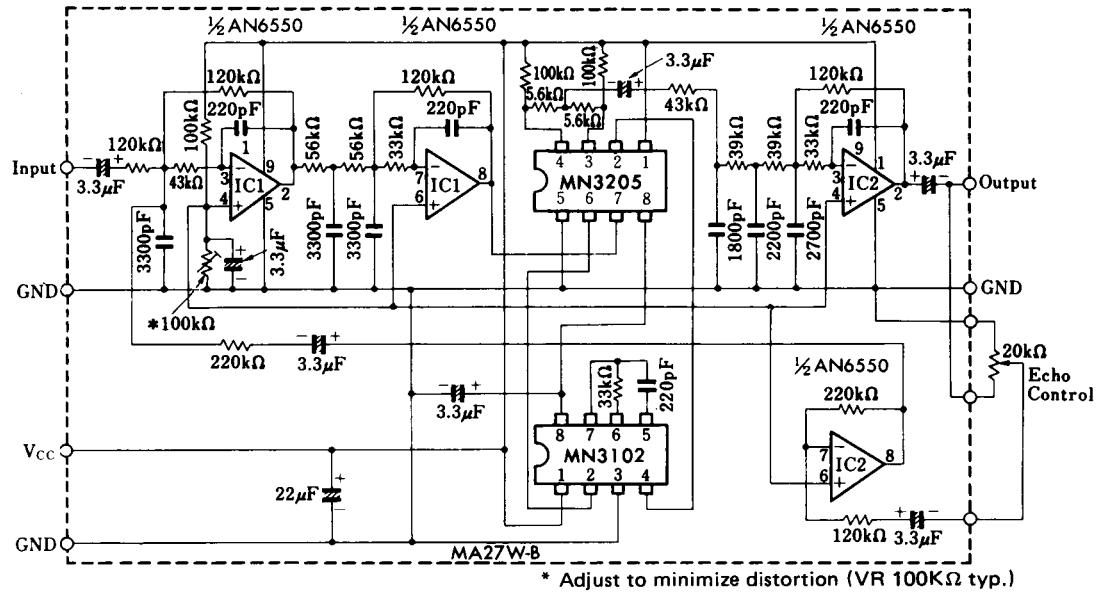 ½AN6550
½AN6550
½AN6550
120kΩ
220pF
100kΩ
120kΩ
Input
3.3μF
43kΩ
1
3
4
9
5
2
IC1
3300pF
3.3μF
GND
*100kΩ
56kΩ
56kΩ
33kΩ
120kΩ
220pF
7
6
8
IC1
3300pF
3300pF
100kΩ
100kΩ
5.6kΩ
5.6kΩ
3.3μF
43kΩ
4 3 2 1
MN3205
5 6 7 8
39kΩ
39kΩ
33kΩ
120kΩ
220pF
9
3
4
1
5
2
IC2
3.3μF
Output
1800pF
2200pF
2700pF
GND
220kΩ
3.3μF
3.3μF
33kΩ
220pF
8 7 6 5
MN3102
1 2 3 4
½AN6550
220kΩ
7
6
8
IC2
120kΩ
3.3μF
20kΩ
Echo
Control
VCC
22μF
GND
MA27W-B
* Adjust to minimize distortion (VR 100KΩ typ.)